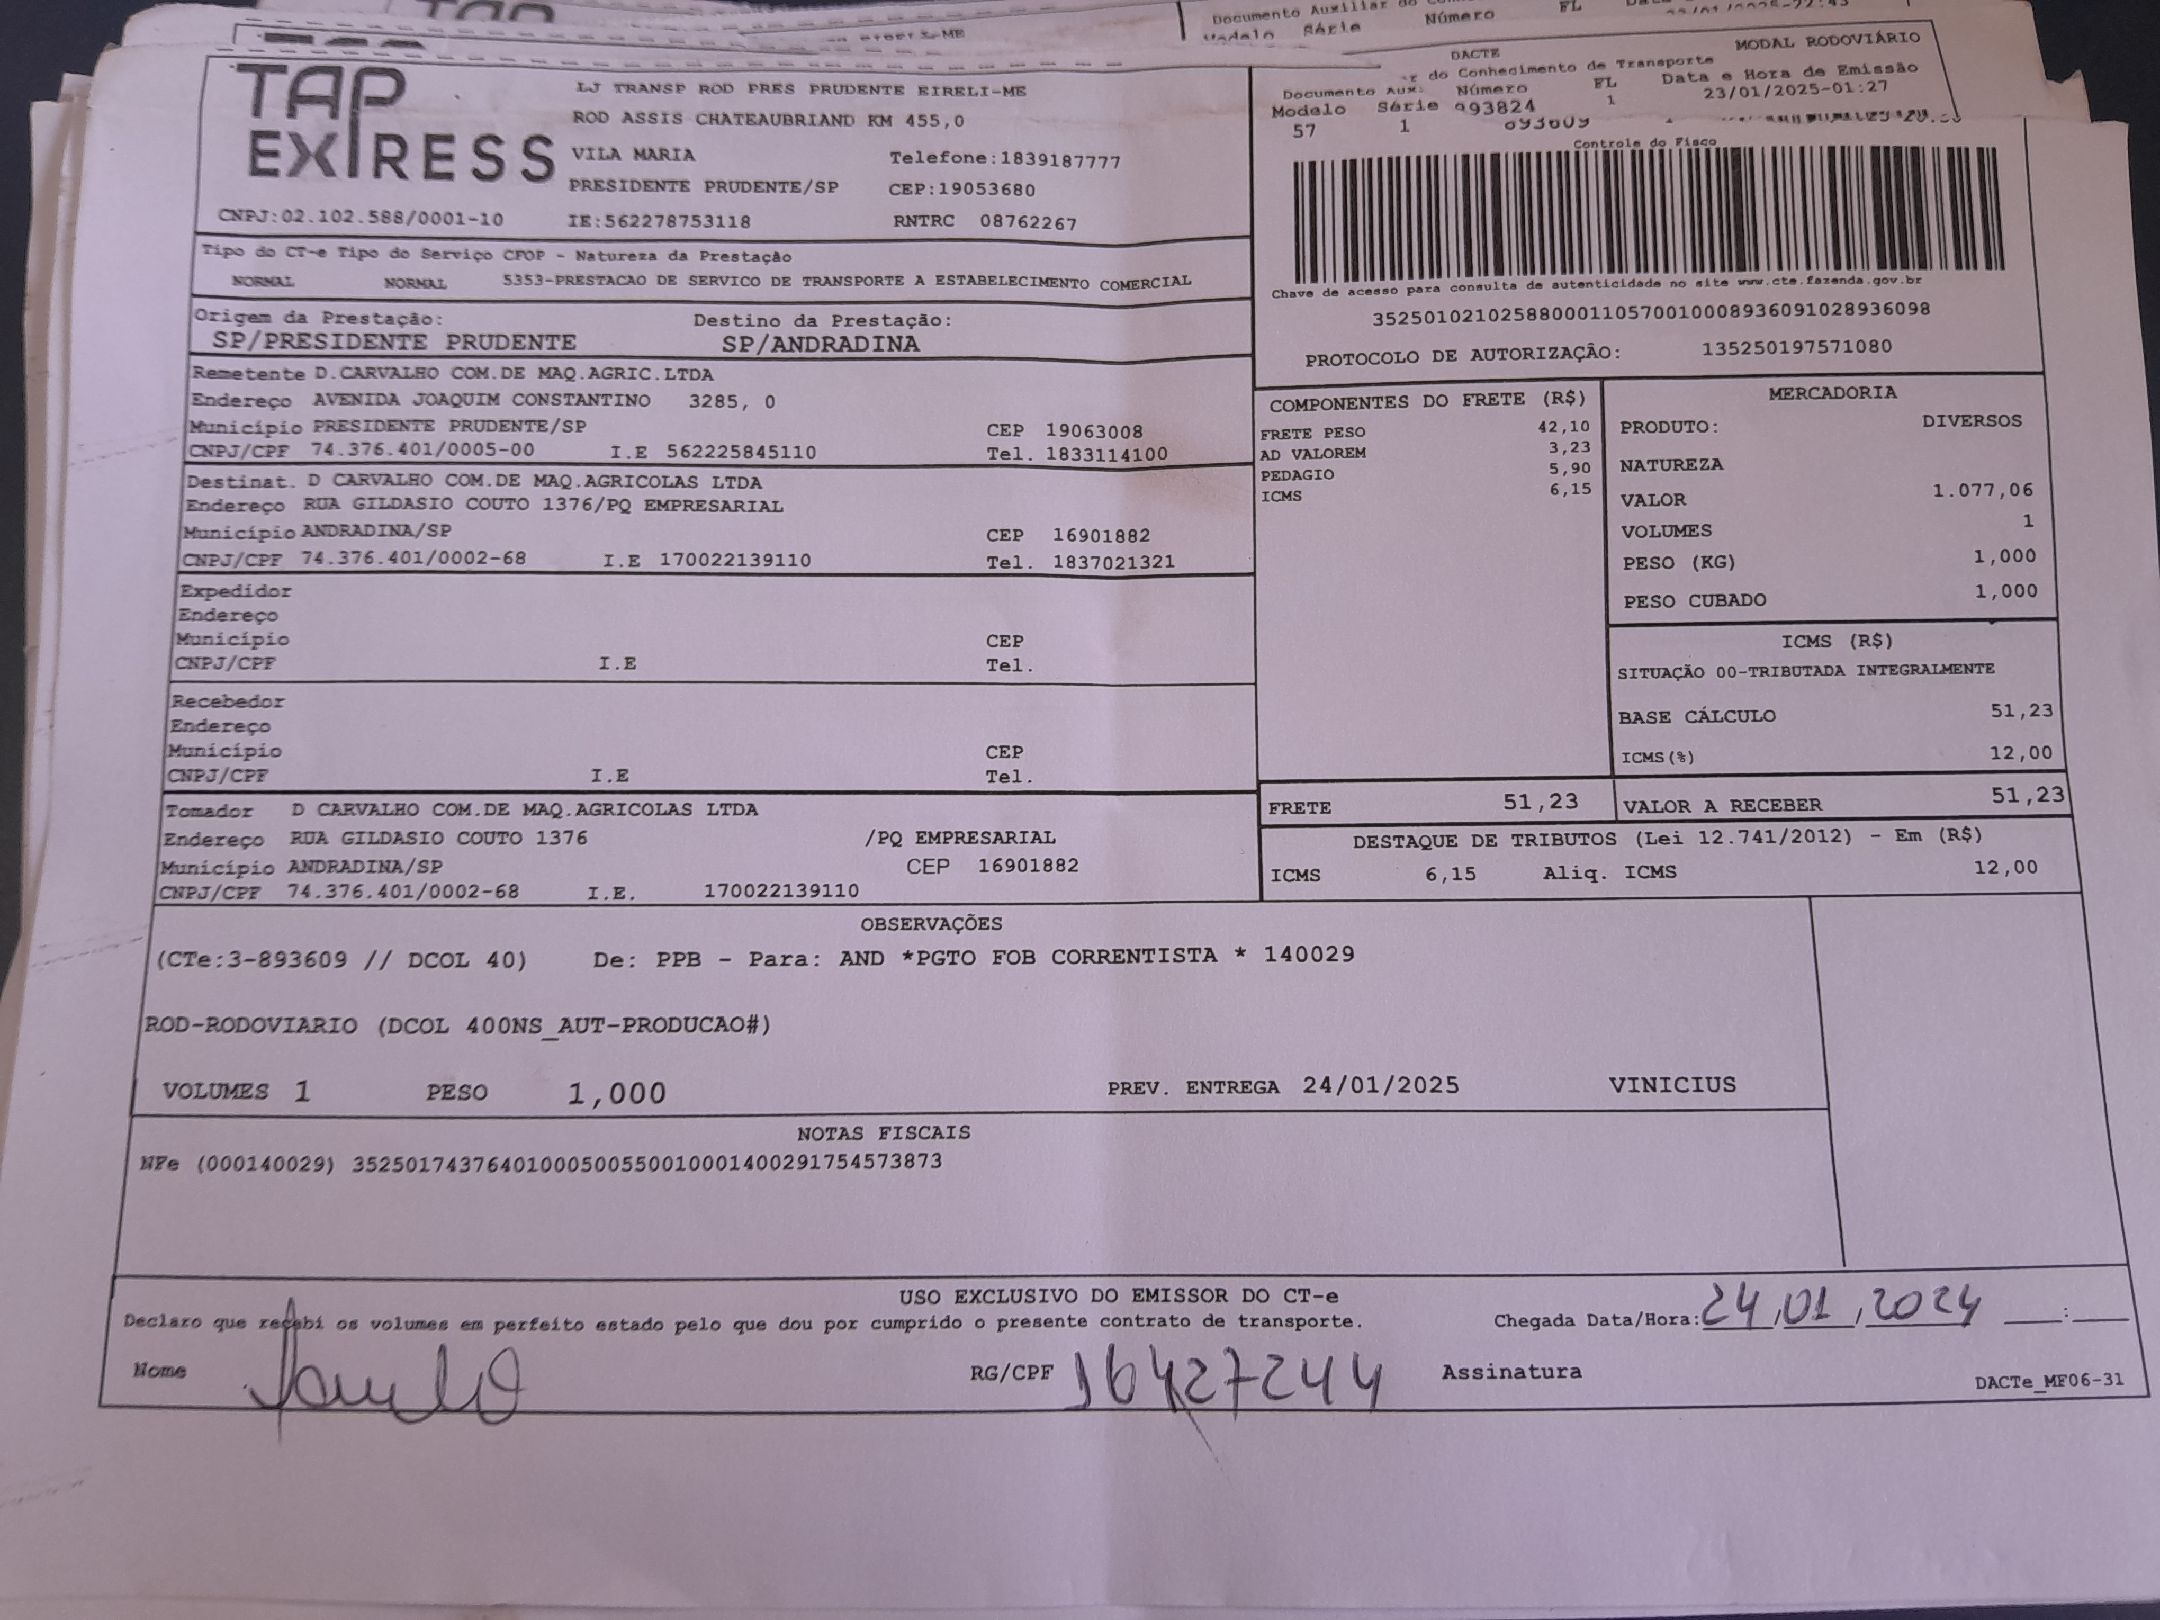 Documento Auxiliar do
Modelo Série Número FL
TAP EXPRESS
LJ TRANSP ROD PRES PRUDENTE EIRELI-ME
ROD ASSIS CHATEAUBRIAND KM 455,0
VILA MARIA Telefone:1839187777
PRESIDENTE PRUDENTE/SP CEP:19053680
CNPJ:02.102.588/0001-10 IE:562278753118 RNTRC 08762267
DACTE MODAL RODOVIÁRIO
do Conhecimento de Transporte
Documento Aux. Número FL Data e Hora de Emissão
Modelo Série 993824 1 23/01/2025-01:27
57 1 893609
Controle do Fisco
Chave de acesso para consulta de autenticidade no site www.cte.fazenda.gov.br
35250102102588000110570010008936091028936098
PROTOCOLO DE AUTORIZAÇÃO: 135250197571080
Tipo do CT-e Tipo do Serviço CFOP - Natureza da Prestação
NORMAL NORMAL 5353-PRESTACAO DE SERVICO DE TRANSPORTE A ESTABELECIMENTO COMERCIAL
Origem da Prestação: Destino da Prestação:
SP/PRESIDENTE PRUDENTE SP/ANDRADINA
Remetente D.CARVALHO COM.DE MAQ.AGRIC.LTDA
Endereço AVENIDA JOAQUIM CONSTANTINO 3285, 0
Município PRESIDENTE PRUDENTE/SP CEP 19063008
CNPJ/CPF 74.376.401/0005-00 I.E 562225845110 Tel. 1833114100
Destinat. D CARVALHO COM.DE MAQ.AGRICOLAS LTDA
Endereço RUA GILDASIO COUTO 1376/PQ EMPRESARIAL
Município ANDRADINA/SP CEP 16901882
CNPJ/CPF 74.376.401/0002-68 I.E 170022139110 Tel. 1837021321
Expedidor
Endereço
Município CEP
CNPJ/CPF I.E Tel.
Recebedor
Endereço
Município CEP
CNPJ/CPF I.E Tel.
Tomador D CARVALHO COM.DE MAQ.AGRICOLAS LTDA
Endereço RUA GILDASIO COUTO 1376 /PQ EMPRESARIAL
Município ANDRADINA/SP CEP 16901882
CNPJ/CPF 74.376.401/0002-68 I.E. 170022139110
COMPONENTES DO FRETE (R$)
FRETE PESO 42,10
AD VALOREM 3,23
PEDAGIO 5,90
ICMS 6,15
MERCADORIA
PRODUTO: DIVERSOS
NATUREZA
VALOR 1.077,06
VOLUMES 1
PESO (KG) 1,000
PESO CUBADO 1,000
ICMS (R$)
SITUAÇÃO 00-TRIBUTADA INTEGRALMENTE
BASE CÁLCULO 51,23
ICMS(%) 12,00
FRETE 51,23 VALOR A RECEBER 51,23
DESTAQUE DE TRIBUTOS (Lei 12.741/2012) - Em (R$)
ICMS 6,15 Aliq. ICMS 12,00
OBSERVAÇÕES
(CTe:3-893609 // DCOL 40) De: PPB - Para: AND *PGTO FOB CORRENTISTA * 140029
ROD-RODOVIARIO (DCOL 400NS_AUT-PRODUCAO#)
VOLUMES 1 PESO 1,000 PREV. ENTREGA 24/01/2025 VINICIUS
NOTAS FISCAIS
NFe (000140029) 35250174376401000500550010001400291754573873
USO EXCLUSIVO DO EMISSOR DO CT-e
Declaro que recebi os volumes em perfeito estado pelo que dou por cumprido o presente contrato de transporte. Chegada Data/Hora: 24/01/2024 __:__
Nome RG/CPF 16427244 Assinatura
DACTe_MF06-31